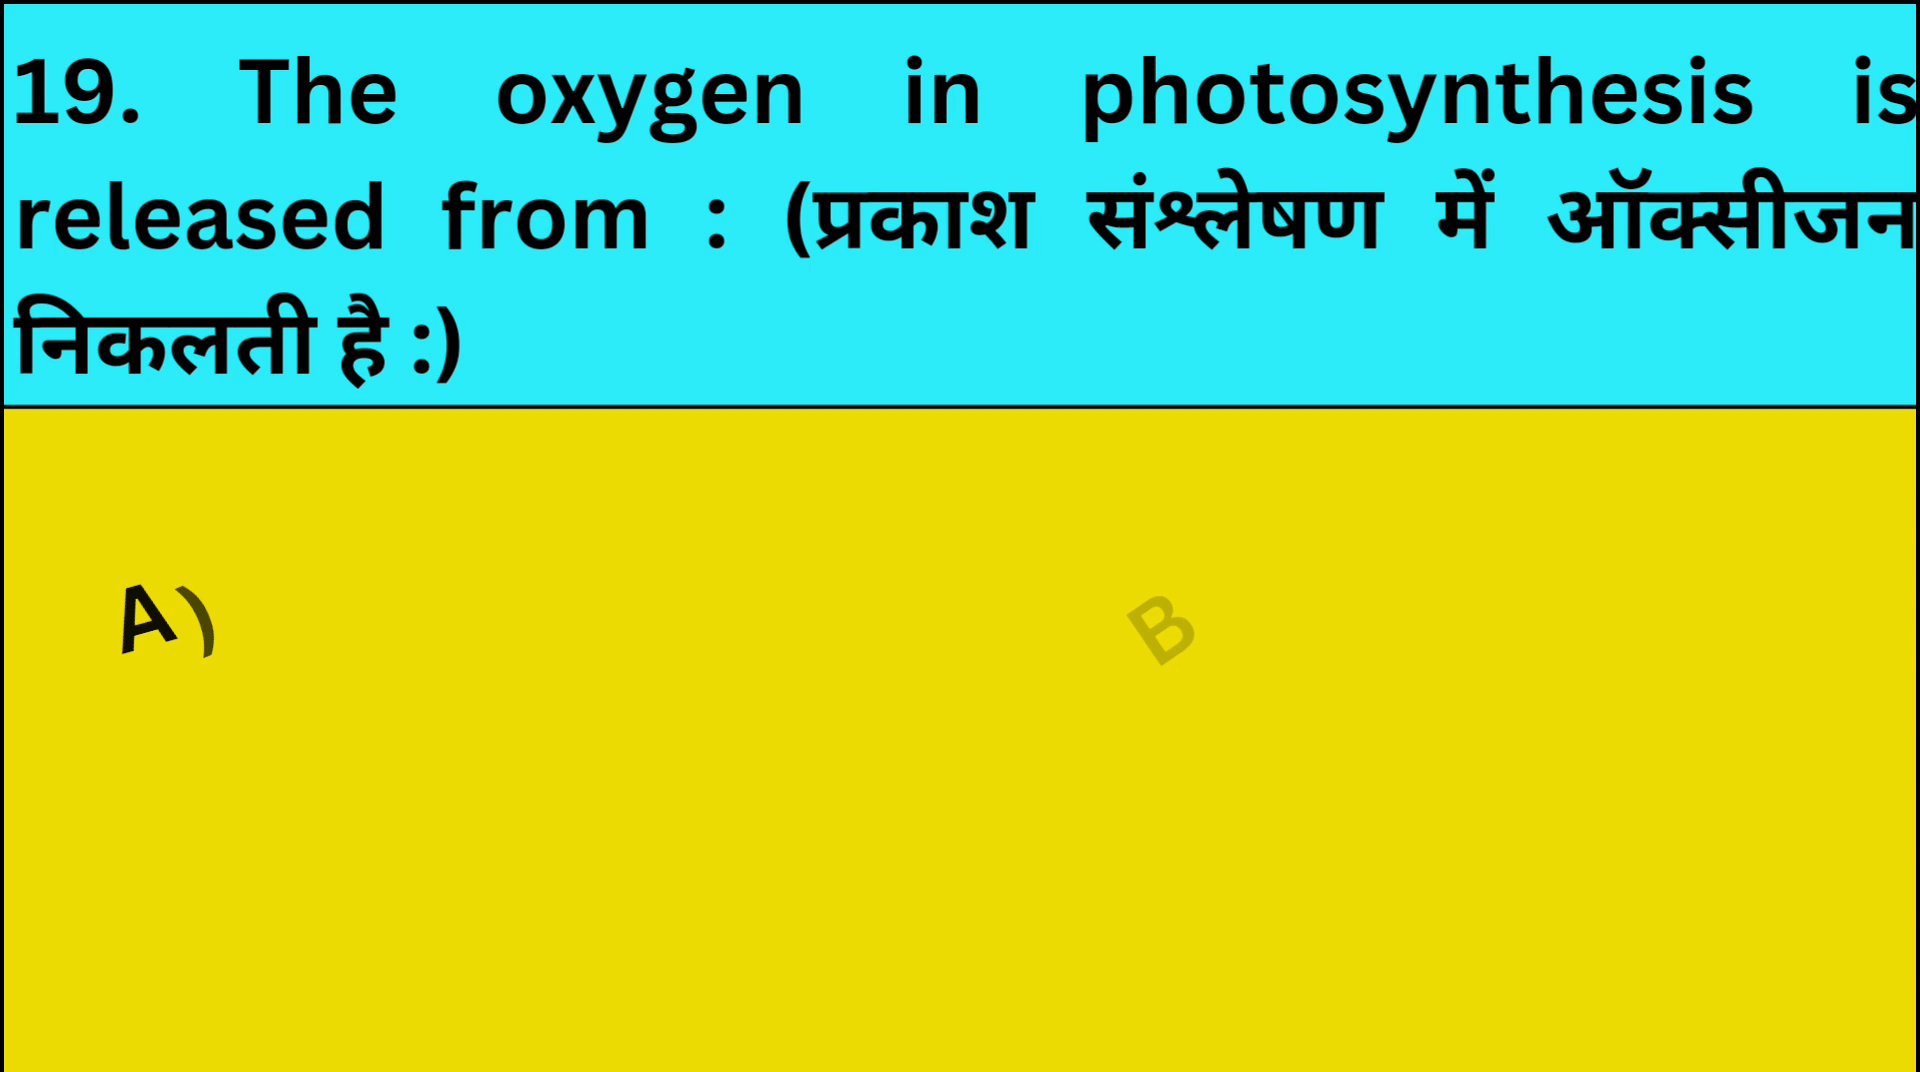 19. The oxygen in photosynthesis is
released from : (प्रकाश संश्लेषण में ऑक्सीजन
निकलती है :)
A) B